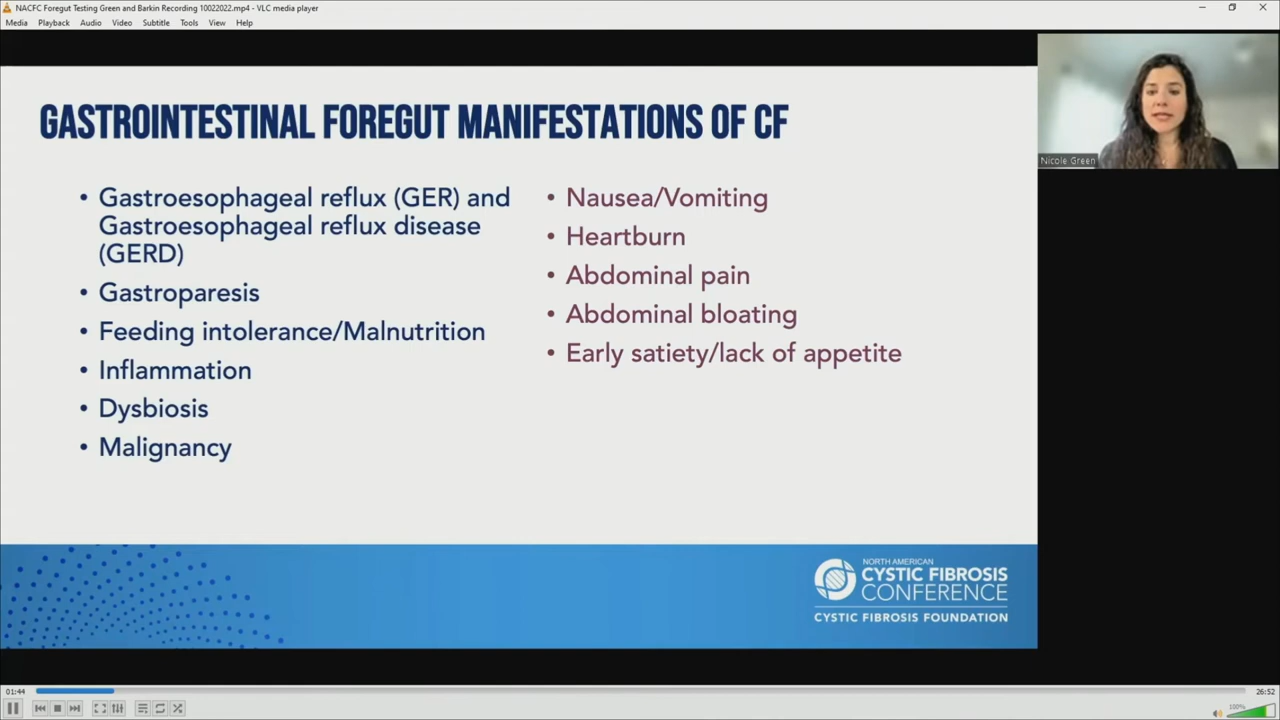 NACFC Foregut Testing Green and Barkin Recording 10022022.mp4 - VLC media player
Media Playback Audio Video Subtitle Tools View Help
GASTROINTESTINAL FOREGUT MANIFESTATIONS OF CF
• Gastroesophageal reflux (GER) and
Gastroesophageal reflux disease
(GERD)
• Gastroparesis
• Feeding intolerance/Malnutrition
• Inflammation
• Dysbiosis
• Malignancy
• Nausea/Vomiting
• Heartburn
• Abdominal pain
• Abdominal bloating
• Early satiety/lack of appetite
Nicole Green
NORTH AMERICAN
CYSTIC FIBROSIS
CONFERENCE
CYSTIC FIBROSIS FOUNDATION
01:44
26:52
100%